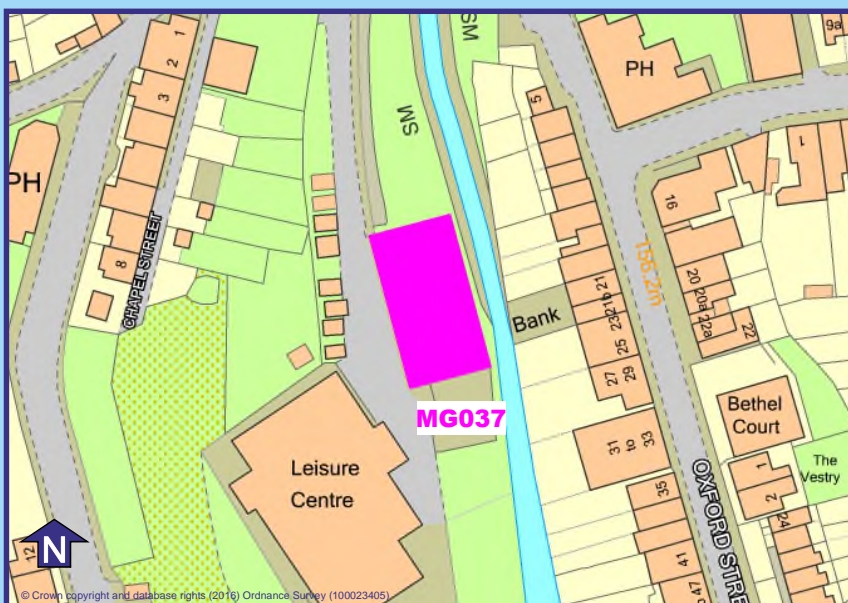 1
2
3
PH
8
CHAPEL STREET
12
N
Leisure
Centre
MG037
SM
SM
Bank
PH
9a
5
1
16
156.2m
21
21b
23
25
27
29
31
to
33
35
41
47
20
20a
22a
22
Bethel
Court
The
Vestry
1
2
24
OXFORD STRE
© Crown copyright and database rights (2016) Ordnance Survey (100023405)